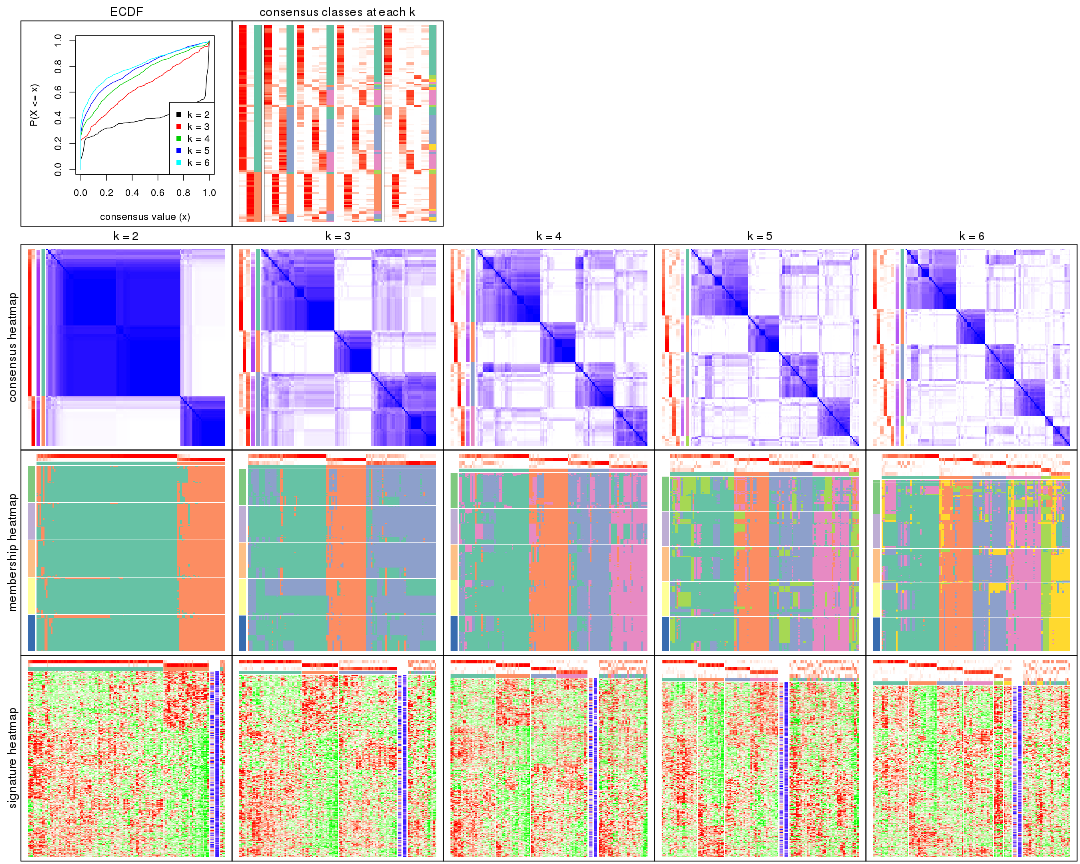 ECDF
consensus classes at each k
P(X <= x)
0.0 0.2 0.4 0.6 0.8 1.0
k = 2
k = 3
k = 4
k = 5
k = 6
0.0 0.2 0.4 0.6 0.8 1.0
consensus value (x)
k = 2 k = 3 k = 4 k = 5 k = 6
consensus heatmap
membership heatmap
signature heatmap